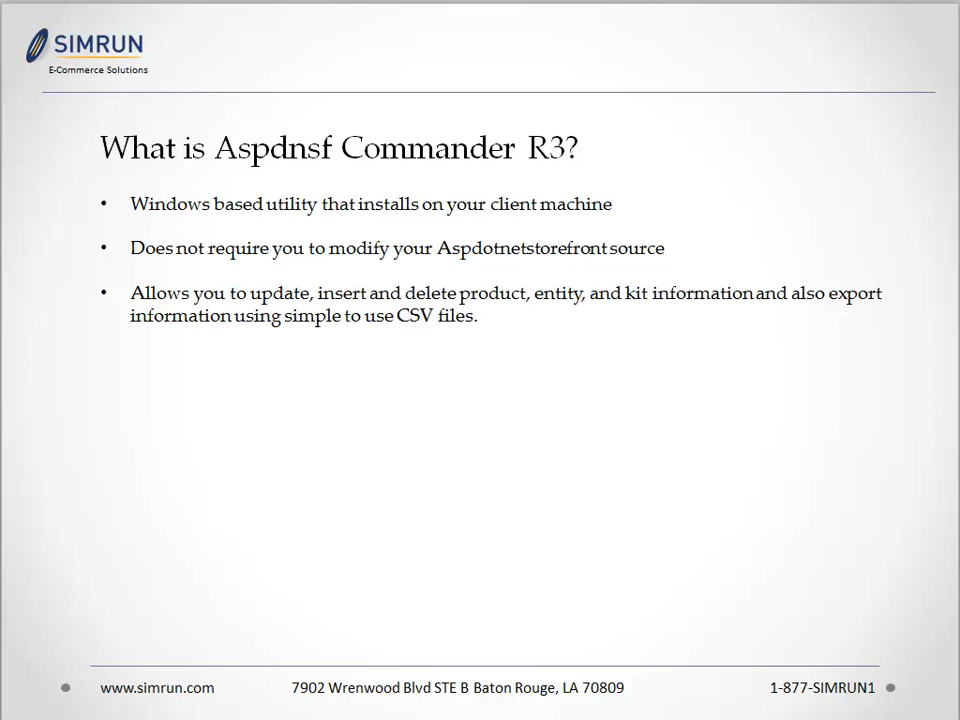 SIMRUN
E-Commerce Solutions
What is Aspdnsf Commander R3?
• Windows based utility that installs on your client machine
• Does not require you to modify your Aspdotnetstorefront source
• Allows you to update, insert and delete product, entity, and kit information and also export
information using simple to use CSV files.
www.simrun.com 7902 Wrenwood Blvd STE B Baton Rouge, LA 70809 1-877-SIMRUN1